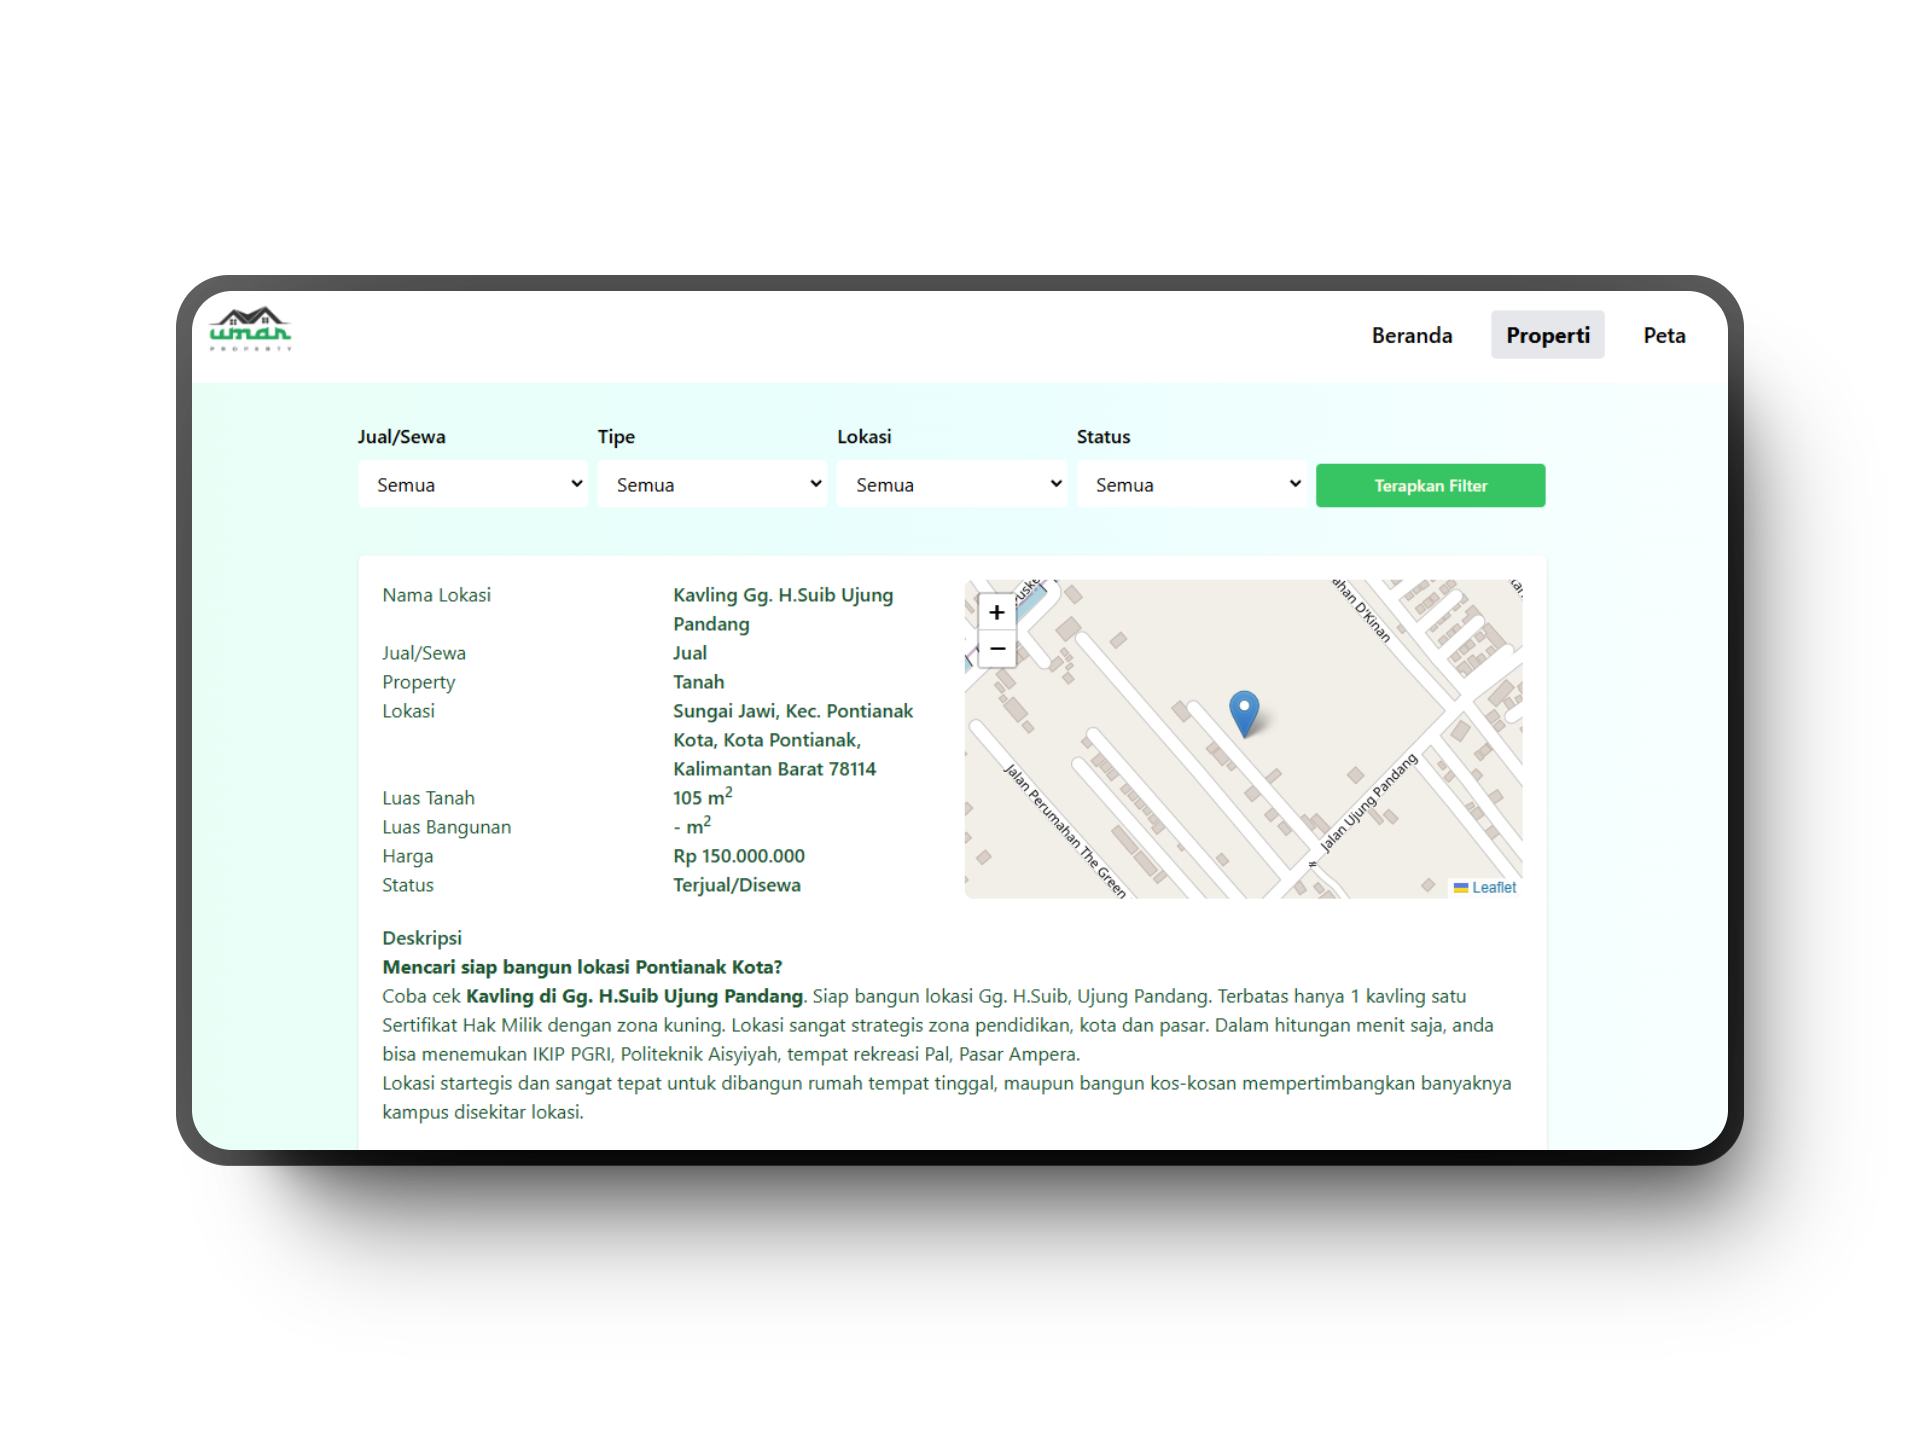 uman
PROPERTY
Beranda
Properti
Peta
Jual/Sewa
Tipe
Lokasi
Status
Semua
Semua
Semua
Semua
Terapkan Filter
Nama Lokasi
Kavling Gg. H.Suib Ujung
Pandang
Jual/Sewa
Jual
Property
Tanah
Lokasi
Sungai Jawi, Kec. Pontianak
Kota, Kota Pontianak,
Kalimantan Barat 78114
Luas Tanah
105 m²
Luas Bangunan
- m²
Harga
Rp 150.000.000
Status
Terjual/Disewa
+
−
ahan D'Kinan
Jalan Perumahan The Green
Jalan Ujung Pandang
Leaflet
Deskripsi
Mencari siap bangun lokasi Pontianak Kota?
Coba cek Kavling di Gg. H.Suib Ujung Pandang. Siap bangun lokasi Gg. H.Suib, Ujung Pandang. Terbatas hanya 1 kavling satu
Sertifikat Hak Milik dengan zona kuning. Lokasi sangat strategis zona pendidikan, kota dan pasar. Dalam hitungan menit saja, anda
bisa menemukan IKIP PGRI, Politeknik Aisyiyah, tempat rekreasi Pal, Pasar Ampera.
Lokasi startegis dan sangat tepat untuk dibangun rumah tempat tinggal, maupun bangun kos-kosan mempertimbangkan banyaknya
kampus disekitar lokasi.